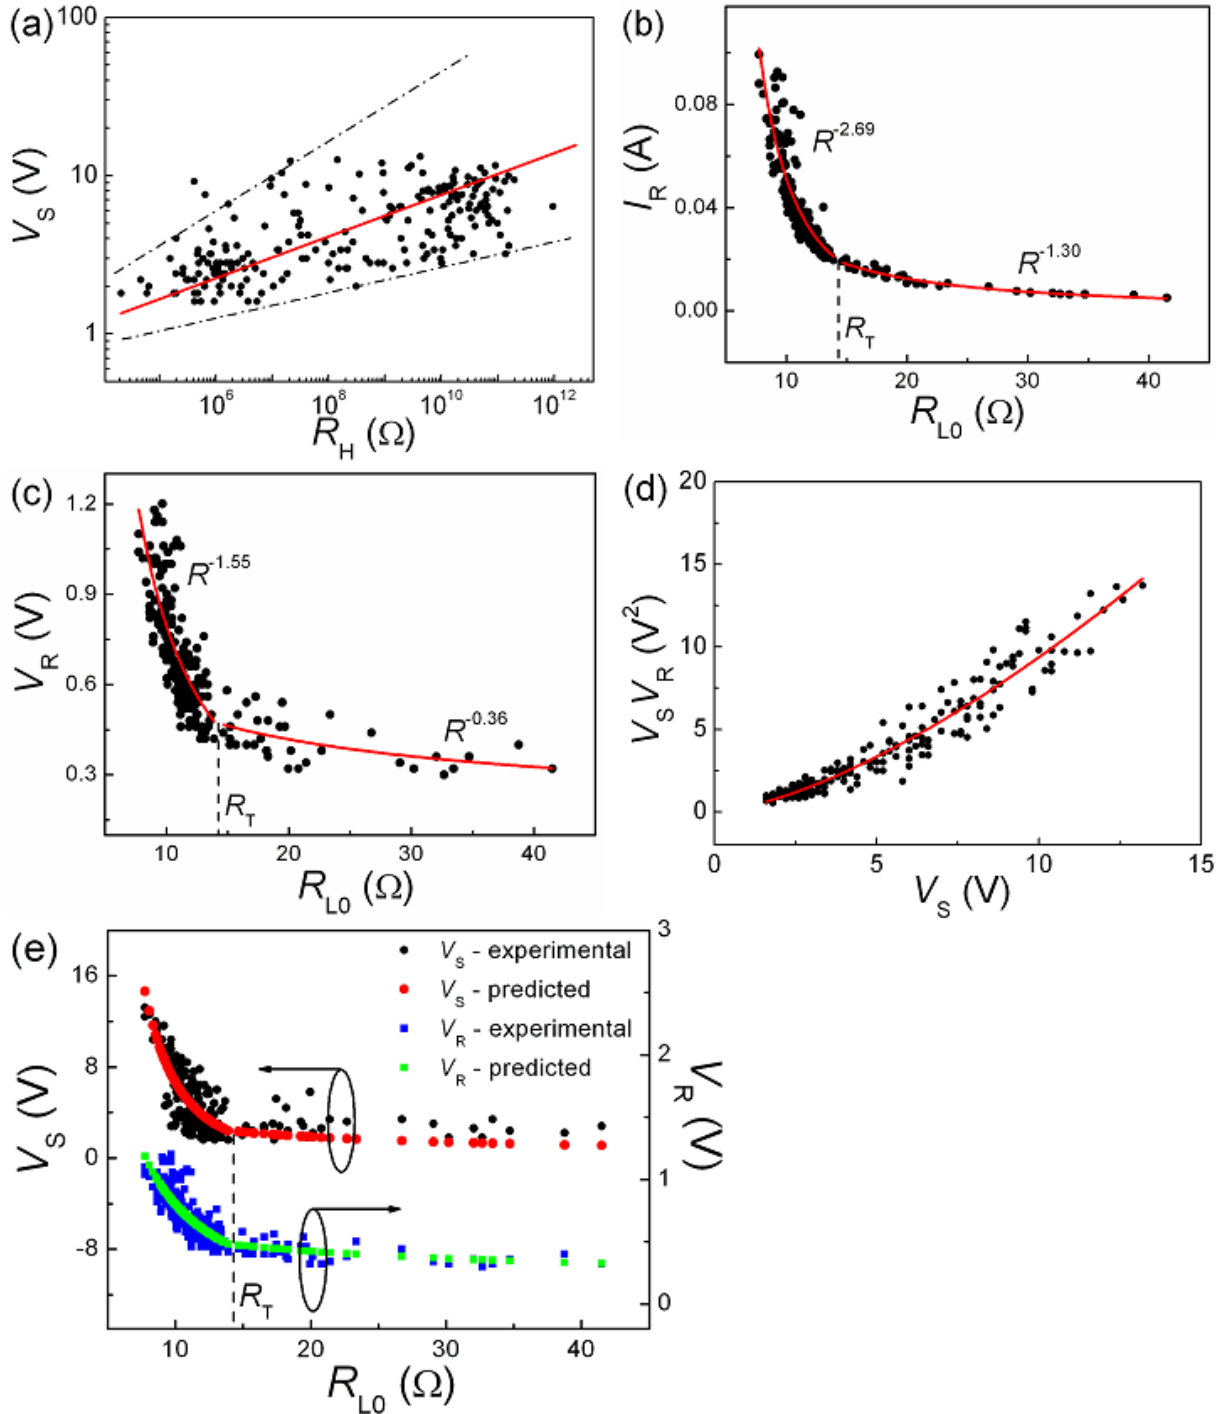 (a)
100
10
1
V_S (V)
10^6 10^8 10^10 10^12
R_H (Ω)
(b)
0.08
0.04
0.00
I_R (A)
R^-2.69
R^-1.30
R_T
10 20 30 40
R_L0 (Ω)
(c)
1.2
0.9
0.6
0.3
V_R (V)
R^-1.55
R^-0.36
R_T
10 20 30 40
R_L0 (Ω)
(d)
20
15
10
5
0
V_S V_R (V^2)
0 5 10 15
V_S (V)
(e)
16
8
0
-8
V_S (V)
V_S - experimental
V_S - predicted
V_R - experimental
V_R - predicted
3
2
1
0
V_R (V)
R_T
10 20 30 40
R_L0 (Ω)